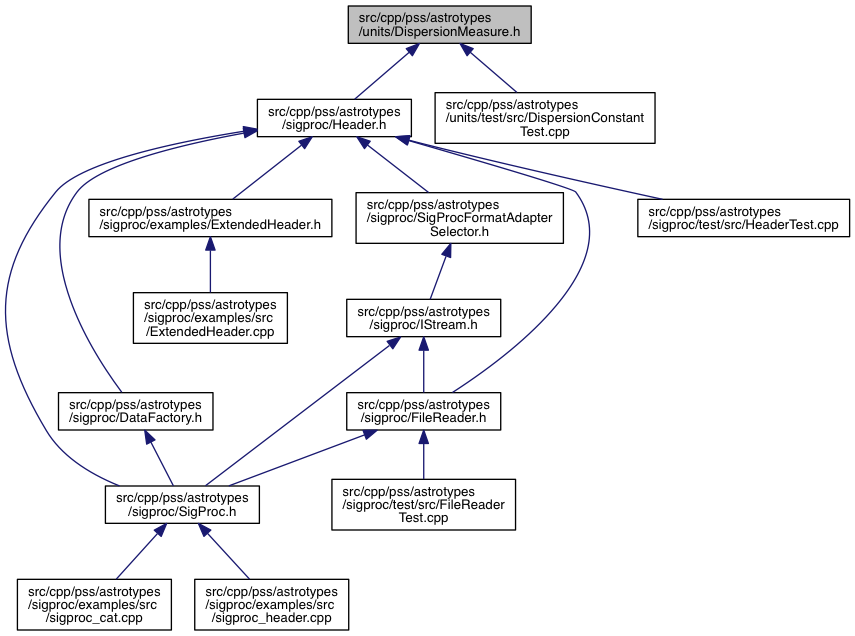 src/cpp/pss/astrotypes
/units/DispersionMeasure.h
src/cpp/pss/astrotypes
/sigproc/Header.h
src/cpp/pss/astrotypes
/units/test/src/DispersionConstant
Test.cpp
src/cpp/pss/astrotypes
/sigproc/examples/ExtendedHeader.h
src/cpp/pss/astrotypes
/sigproc/SigProcFormatAdapter
Selector.h
src/cpp/pss/astrotypes
/sigproc/test/src/HeaderTest.cpp
src/cpp/pss/astrotypes
/sigproc/examples/src
/ExtendedHeader.cpp
src/cpp/pss/astrotypes
/sigproc/IStream.h
src/cpp/pss/astrotypes
/sigproc/DataFactory.h
src/cpp/pss/astrotypes
/sigproc/FileReader.h
src/cpp/pss/astrotypes
/sigproc/SigProc.h
src/cpp/pss/astrotypes
/sigproc/test/src/FileReader
Test.cpp
src/cpp/pss/astrotypes
/sigproc/examples/src
/sigproc_cat.cpp
src/cpp/pss/astrotypes
/sigproc/examples/src
/sigproc_header.cpp